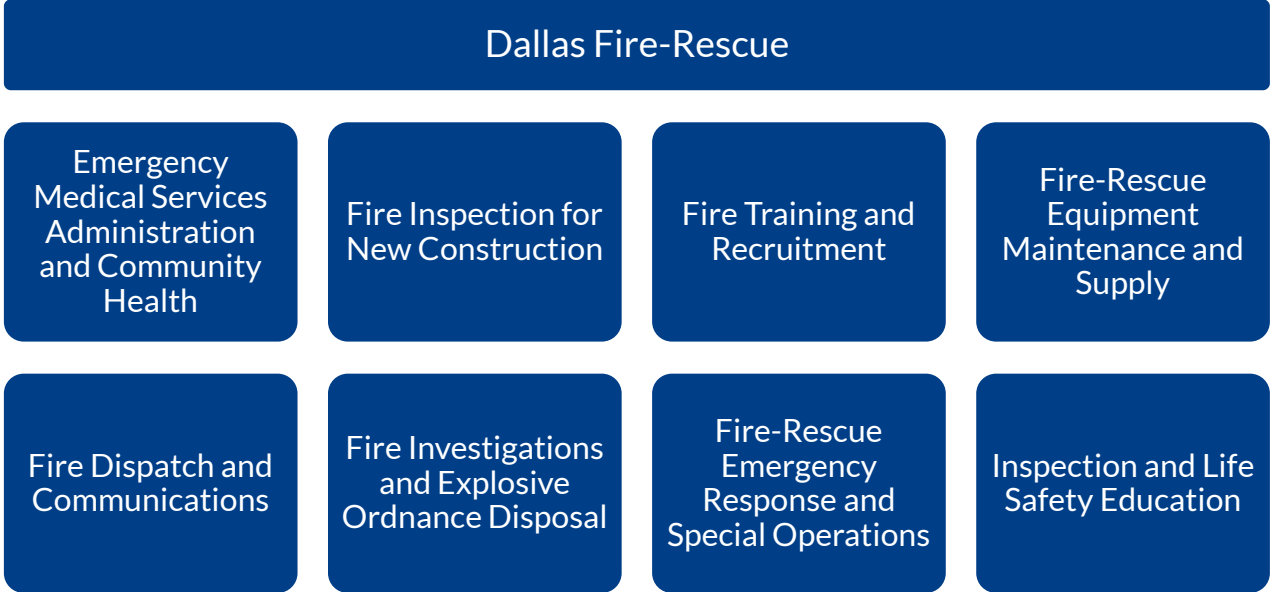 Dallas Fire-Rescue
Emergency
Medical Services
Administration
and Community
Health
Fire Inspection for
New Construction
Fire Training and
Recruitment
Fire-Rescue
Equipment
Maintenance and
Supply
Fire Dispatch and
Communications
Fire Investigations
and Explosive
Ordnance Disposal
Fire-Rescue
Emergency
Response and
Special Operations
Inspection and Life
Safety Education